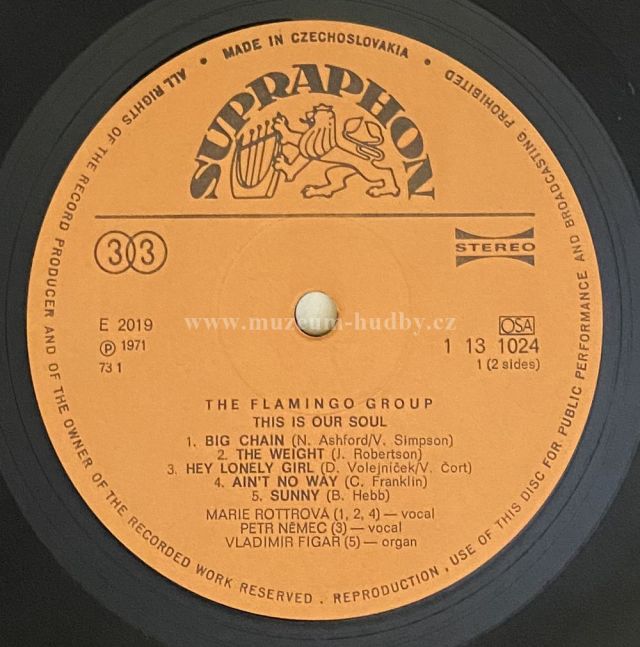 ALL RIGHTS OF THE RECORD PRODUCER AND OF THE OWNER OF THE RECORDED WORK RESERVED . REPRODUCTION , USE OF THIS DISC FOR PUBLIC PERFORMANCE AND BROADCASTING PROHIBITED • MADE IN CZECHOSLOVAKIA •
SUPRAPHON
33
STEREO
E 2019
℗ 1971
73 1
www.muzeum-hudby.cz
OSA
1 13 1024
1 (2 sides)
THE FLAMINGO GROUP
THIS IS OUR SOUL
1. BIG CHAIN (N. Ashford/V. Simpson)
2. THE WEIGHT (J. Robertson)
3. HEY LONELY GIRL (D. Volejníček/V. Čort)
4. AIN'T NO WAY (C. Franklin)
5. SUNNY (B. Hebb)
MARIE ROTTROVÁ (1, 2, 4) — vocal
PETR NĚMEC (3) — vocal
VLADIMÍR FIGAR (5) — organ